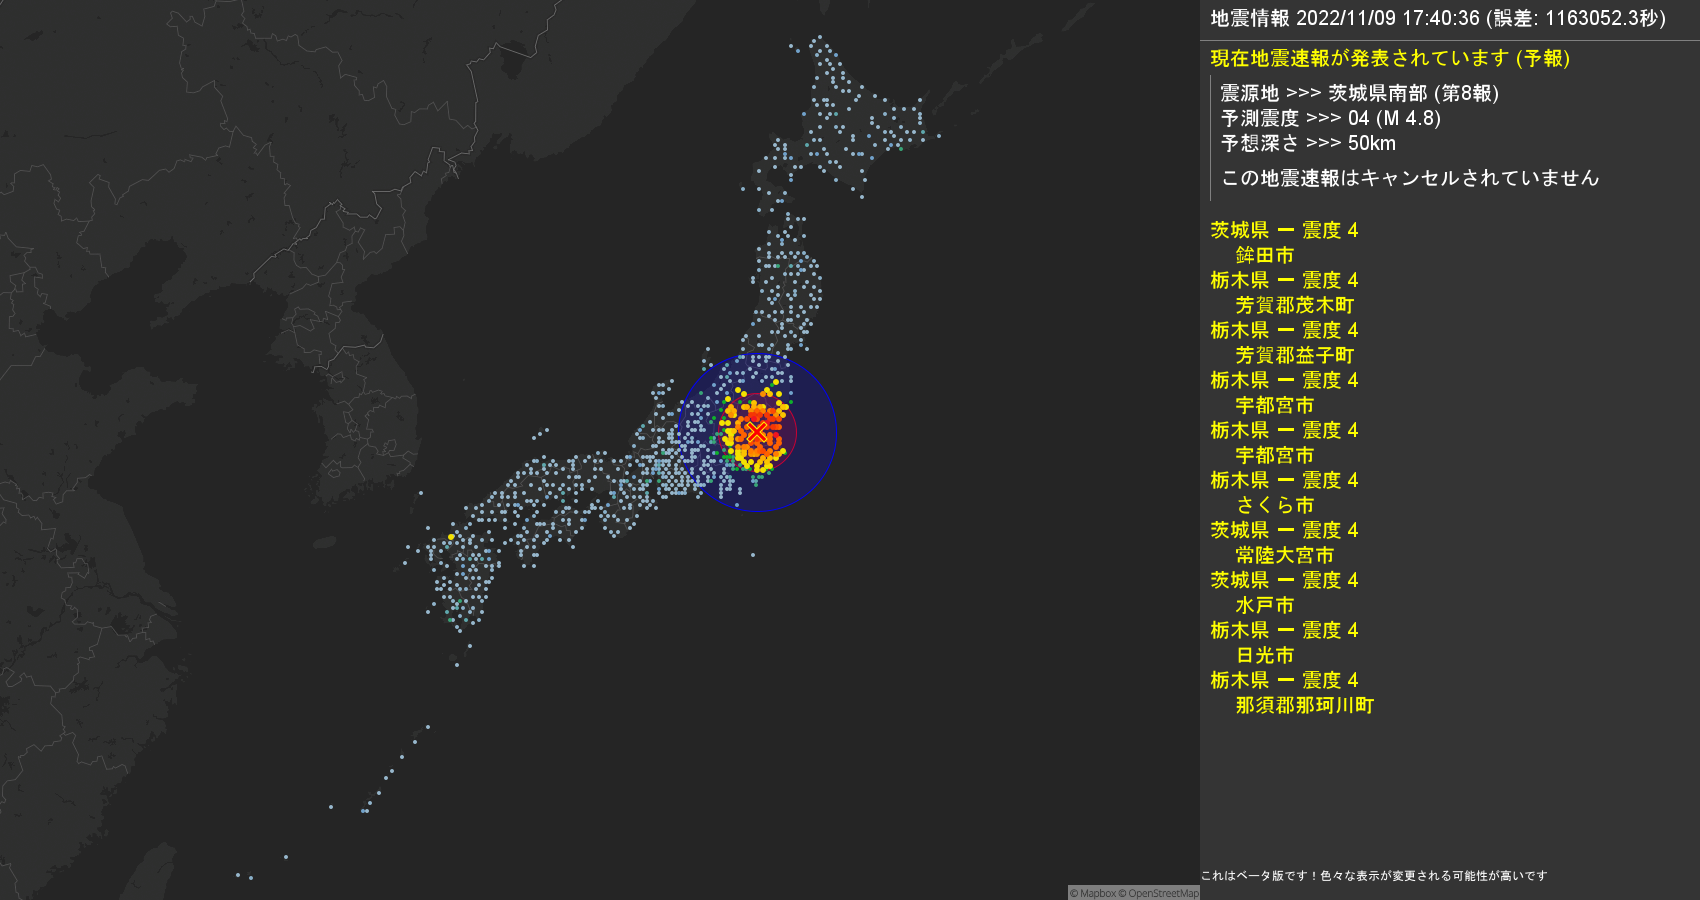 地震情報 2022/11/09 17:40:36 (誤差: 1163052.3秒)
現在地震速報が発表されています (予報)
震源地 >>> 茨城県南部 (第8報)
予測震度 >>> 04 (M 4.8)
予想深さ >>> 50km
この地震速報はキャンセルされていません
茨城県 ー 震度 4
鉾田市
栃木県 ー 震度 4
芳賀郡茂木町
栃木県 ー 震度 4
芳賀郡益子町
栃木県 ー 震度 4
宇都宮市
栃木県 ー 震度 4
宇都宮市
栃木県 ー 震度 4
さくら市
茨城県 ー 震度 4
常陸大宮市
茨城県 ー 震度 4
水戸市
栃木県 ー 震度 4
日光市
栃木県 ー 震度 4
那須郡那珂川町
これはベータ版です！色々な表示が変更される可能性が高いです
© Mapbox © OpenStreetMap